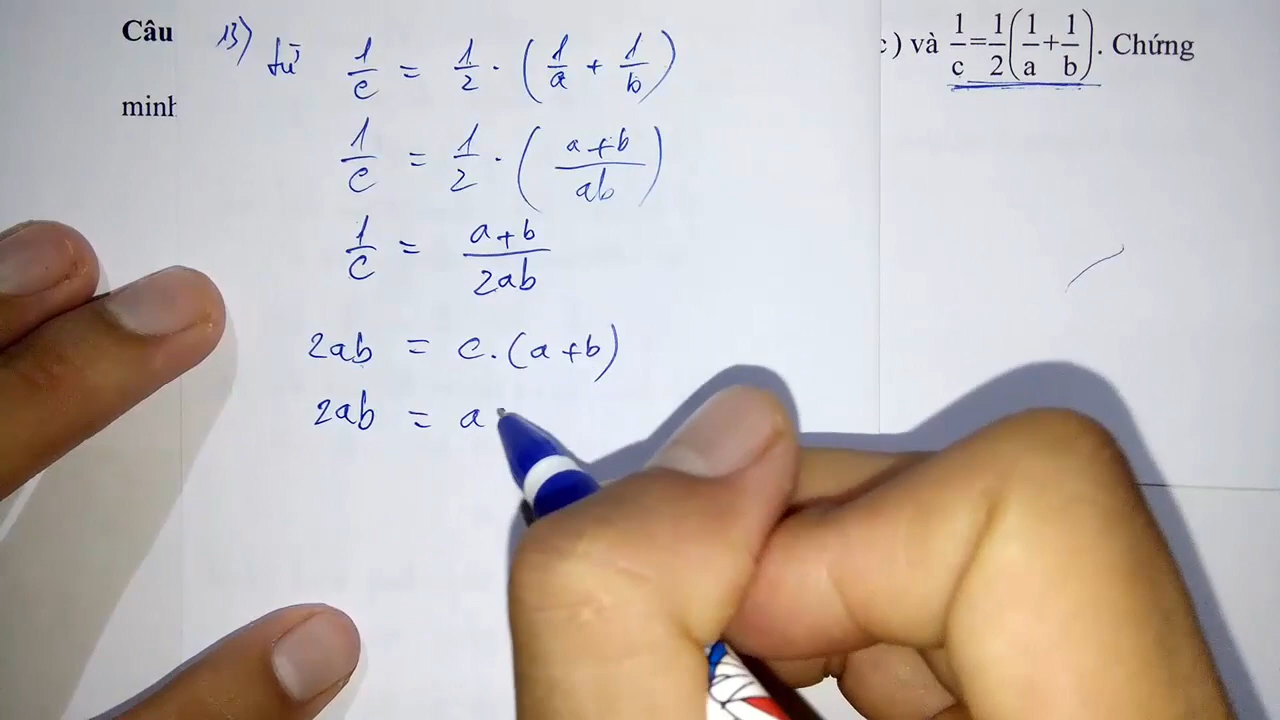 Câu 13) từ 1/c = 1/2 · (1/a + 1/b)
c) và 1/c=1/2(1/a+1/b). Chứng
minh
1/c = 1/2 · (a+b/ab)
1/c = a+b/2ab
2ab = c.(a+b)
2ab = a